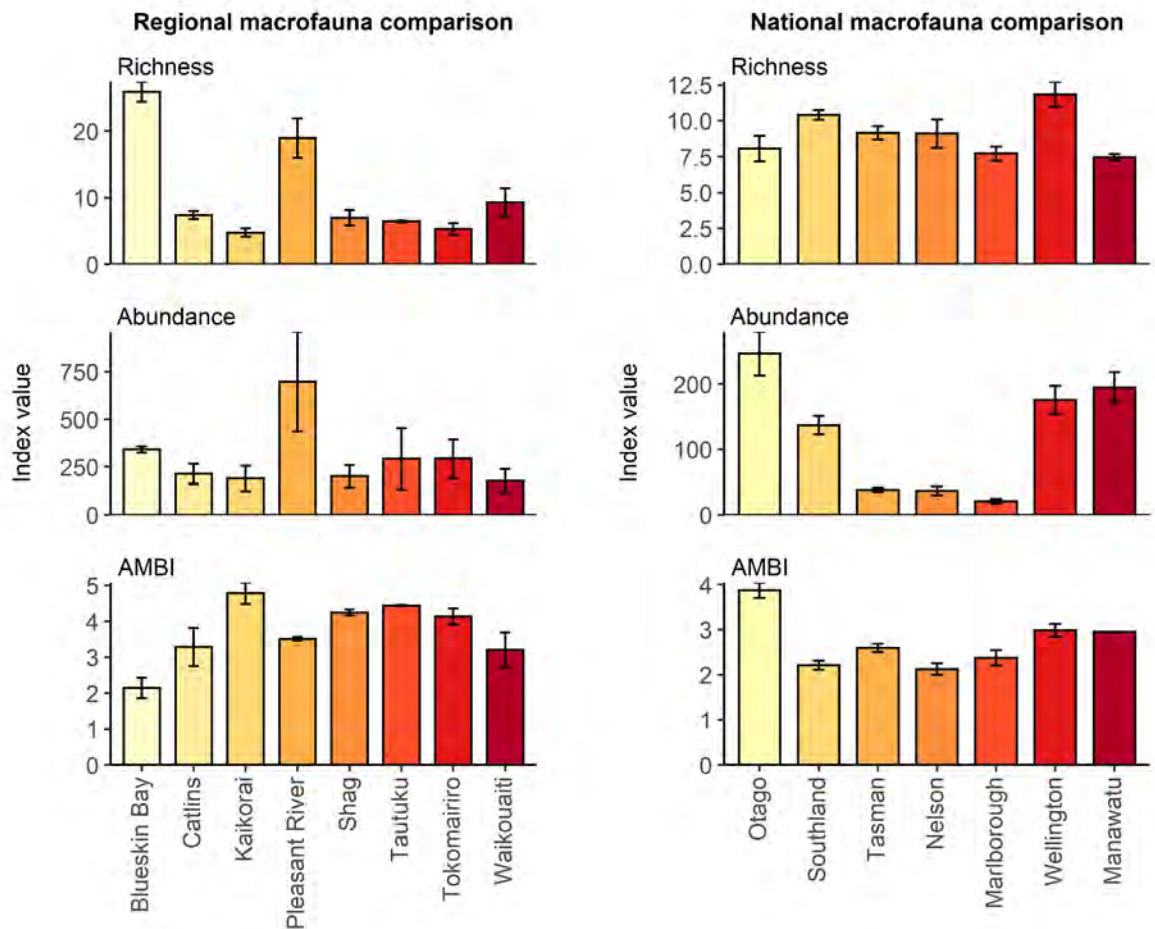 Regional macrofauna comparison
Richness
20
10
0
Abundance
750
500
250
0
AMBI
5
4
3
2
1
0
Index value
Blueskin Bay
Catlins
Kaikorai
Pleasant River
Shag
Tautuku
Tokomairiro
Waikouaiti
National macrofauna comparison
Richness
12.5
10.0
7.5
5.0
2.5
0.0
Abundance
200
100
0
AMBI
4
3
2
1
0
Index value
Otago
Southland
Tasman
Nelson
Marlborough
Wellington
Manawatu